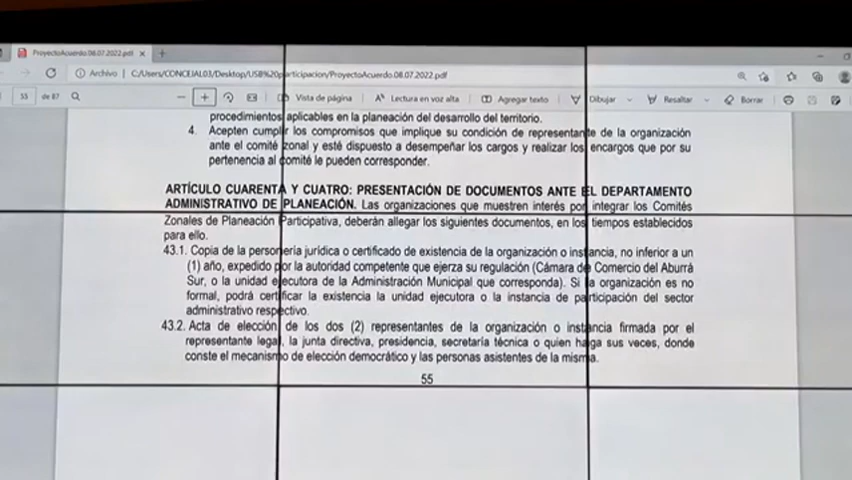 ProyectoAcuerdo.08.07.2022.pdf
Archivo | C:/Users/CONCEJAL03/Desktop/USB%20participacion/ProyectoAcuerdo.08.07.2022.pdf
de 87 Vista de página Lectura en voz alta Agregar texto Dibujar Resaltar Borrar
procedimientos aplicables en la planeación del desarrollo del territorio.
4. Acepten cumplir los compromisos que implique su condición de representante de la organización
ante el comité zonal y esté dispuesto a desempeñar los cargos y realizar los encargos que por su
pertenencia al comité le pueden corresponder.
ARTÍCULO CUARENTA Y CUATRO: PRESENTACIÓN DE DOCUMENTOS ANTE EL DEPARTAMENTO
ADMINISTRATIVO DE PLANEACIÓN. Las organizaciones que muestren interés por integrar los Comités
Zonales de Planeación Participativa, deberán allegar los siguientes documentos, en los tiempos establecidos
para ello.
43.1. Copia de la personería jurídica o certificado de existencia de la organización o instancia, no inferior a un
(1) año, expedido por la autoridad competente que ejerza su regulación (Cámara de Comercio del Aburrá
Sur, o la unidad ejecutora de la Administración Municipal que corresponda). Si la organización es no
formal, podrá certificar la existencia la unidad ejecutora o la instancia de participación del sector
administrativo respectivo.
43.2. Acta de elección de los dos (2) representantes de la organización o instancia firmada por el
representante legal, la junta directiva, presidencia, secretaría técnica o quien haga sus veces, donde
conste el mecanismo de elección democrático y las personas asistentes de la misma.
55